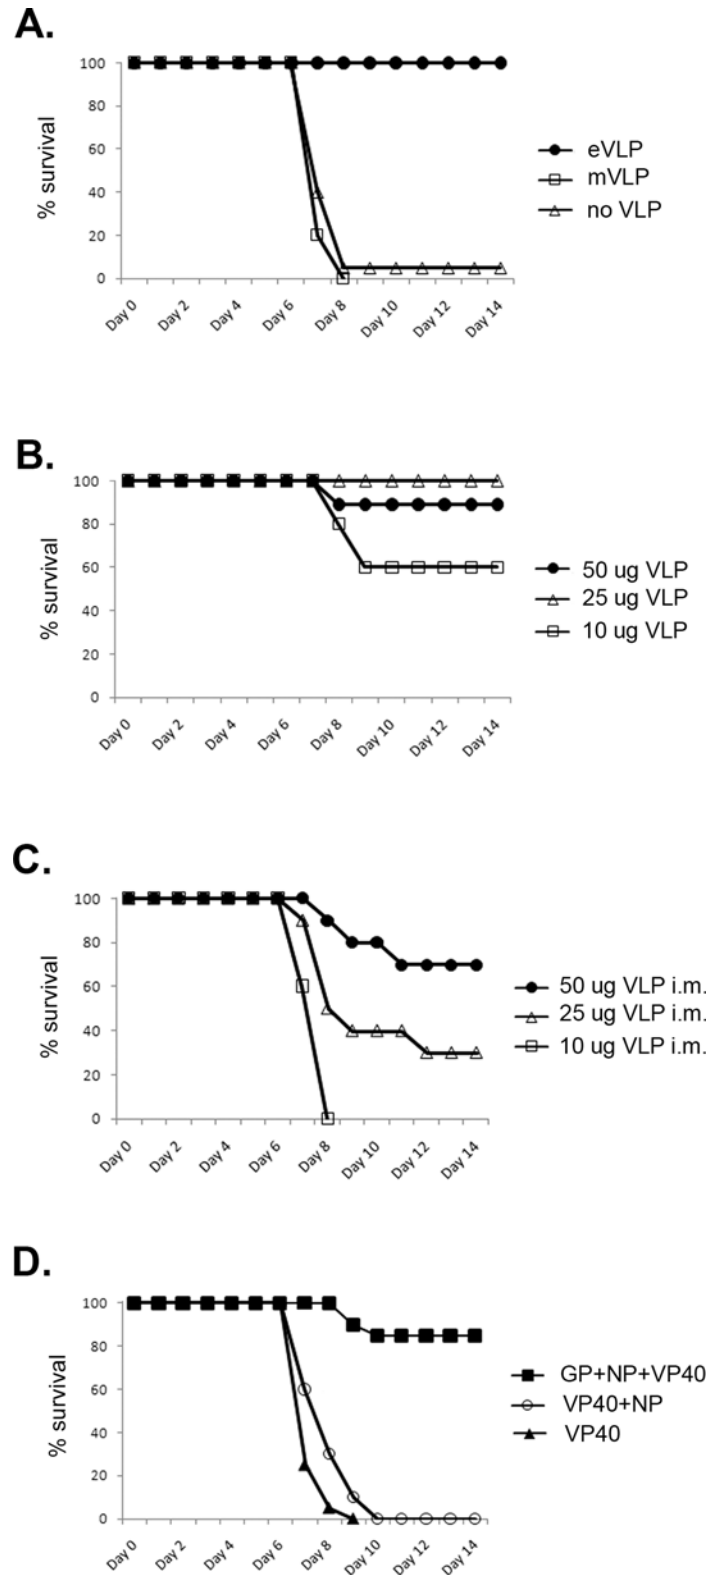 A.
% survival
100
80
60
40
20
0
Day 0
Day 2
Day 4
Day 6
Day 8
Day 10
Day 12
Day 14
eVLP
mVLP
no VLP
B.
% survival
100
80
60
40
20
0
Day 0
Day 2
Day 4
Day 6
Day 8
Day 10
Day 12
Day 14
50 ug VLP
25 ug VLP
10 ug VLP
C.
% survival
100
80
60
40
20
0
Day 0
Day 2
Day 4
Day 6
Day 8
Day 10
Day 12
Day 14
50 ug VLP i.m.
25 ug VLP i.m.
10 ug VLP i.m.
D.
% survival
100
80
60
40
20
0
Day 0
Day 2
Day 4
Day 6
Day 8
Day 10
Day 12
Day 14
GP+NP+VP40
VP40+NP
VP40